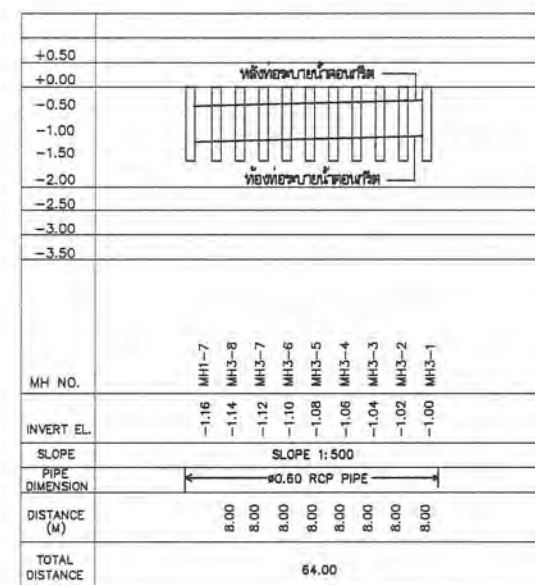 +0.50
+0.00
-0.50
-1.00
-1.50
-2.00
-2.50
-3.00
-3.50
หลังท่อระบายน้ำคอนกรีต
ท้องท่อระบายน้ำคอนกรีต
MH NO. MH1-7 MH3-8 MH3-7 MH3-6 MH3-5 MH3-4 MH3-3 MH3-2 MH3-1
INVERT EL. -1.16 -1.14 -1.12 -1.10 -1.08 -1.06 -1.04 -1.02 -1.00
SLOPE SLOPE 1:500
PIPE DIMENSION ø0.60 RCP PIPE
DISTANCE (M) 8.00 8.00 8.00 8.00 8.00 8.00 8.00 8.00
TOTAL DISTANCE 64.00